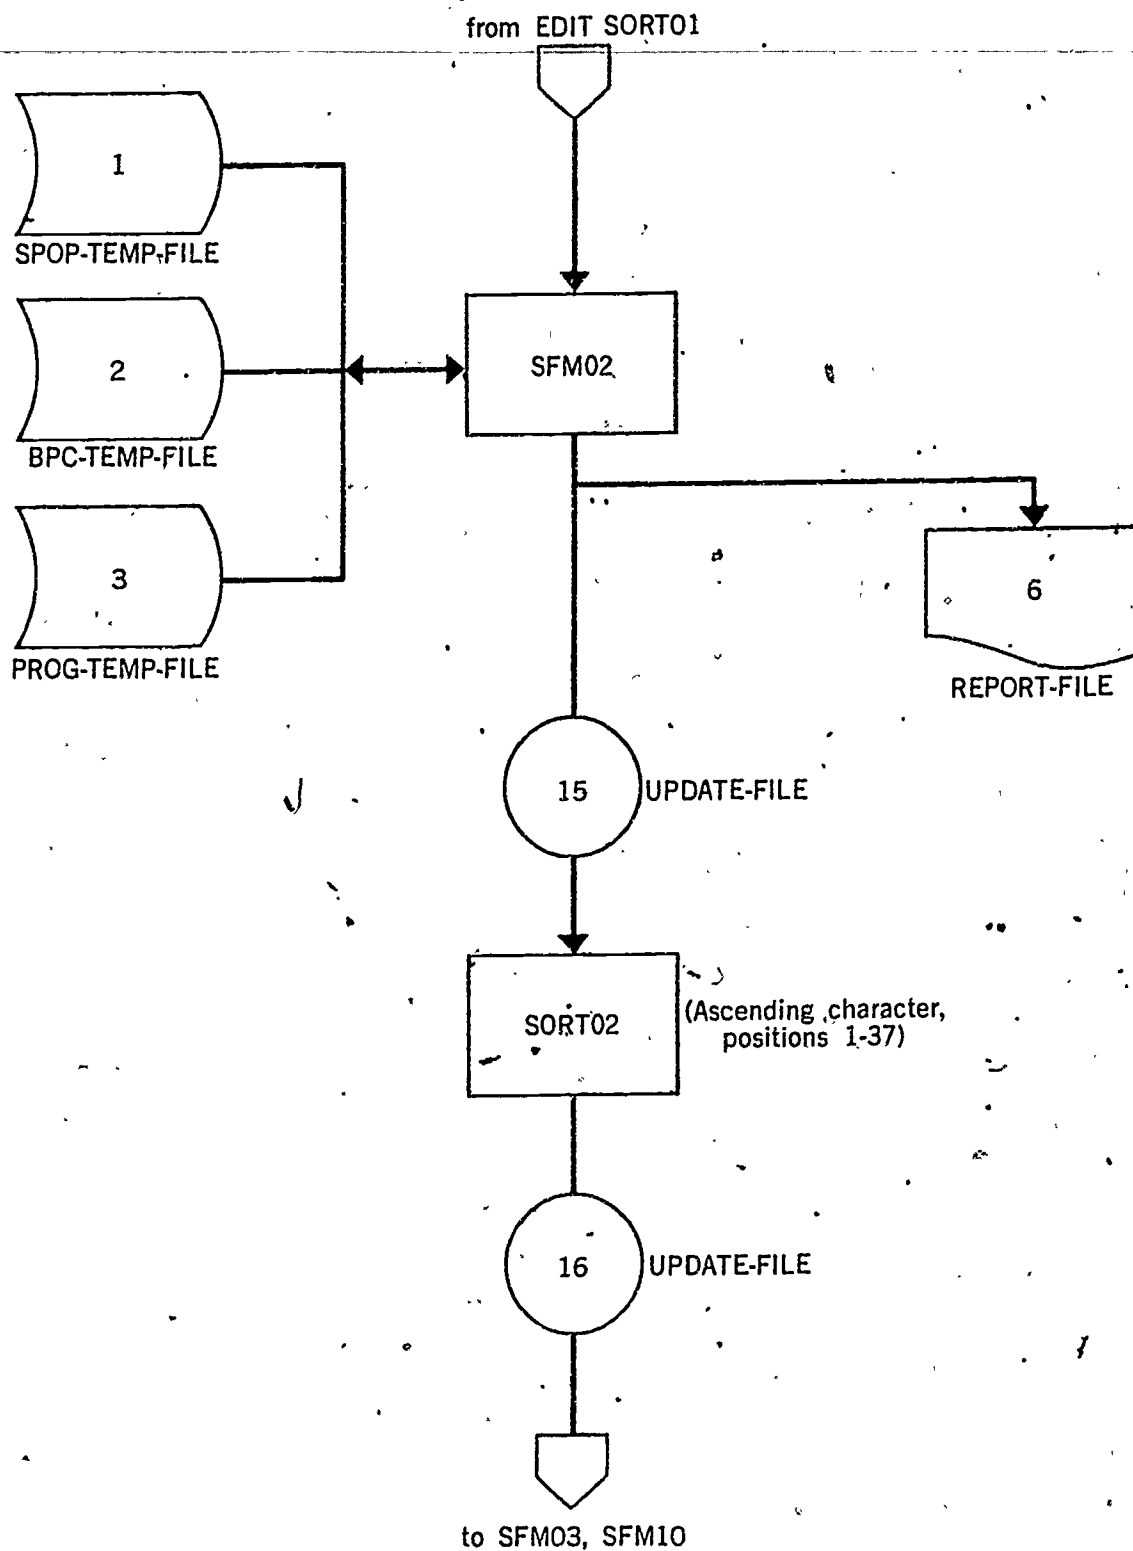 from EDIT SORT01
1
SPOP-TEMP-FILE
2
BPC-TEMP-FILE
3
PROG-TEMP-FILE
SFM02
6
REPORT-FILE
15
UPDATE-FILE
SORT02
(Ascending character,
positions 1-37)
16
UPDATE-FILE
to SFM03, SFM10